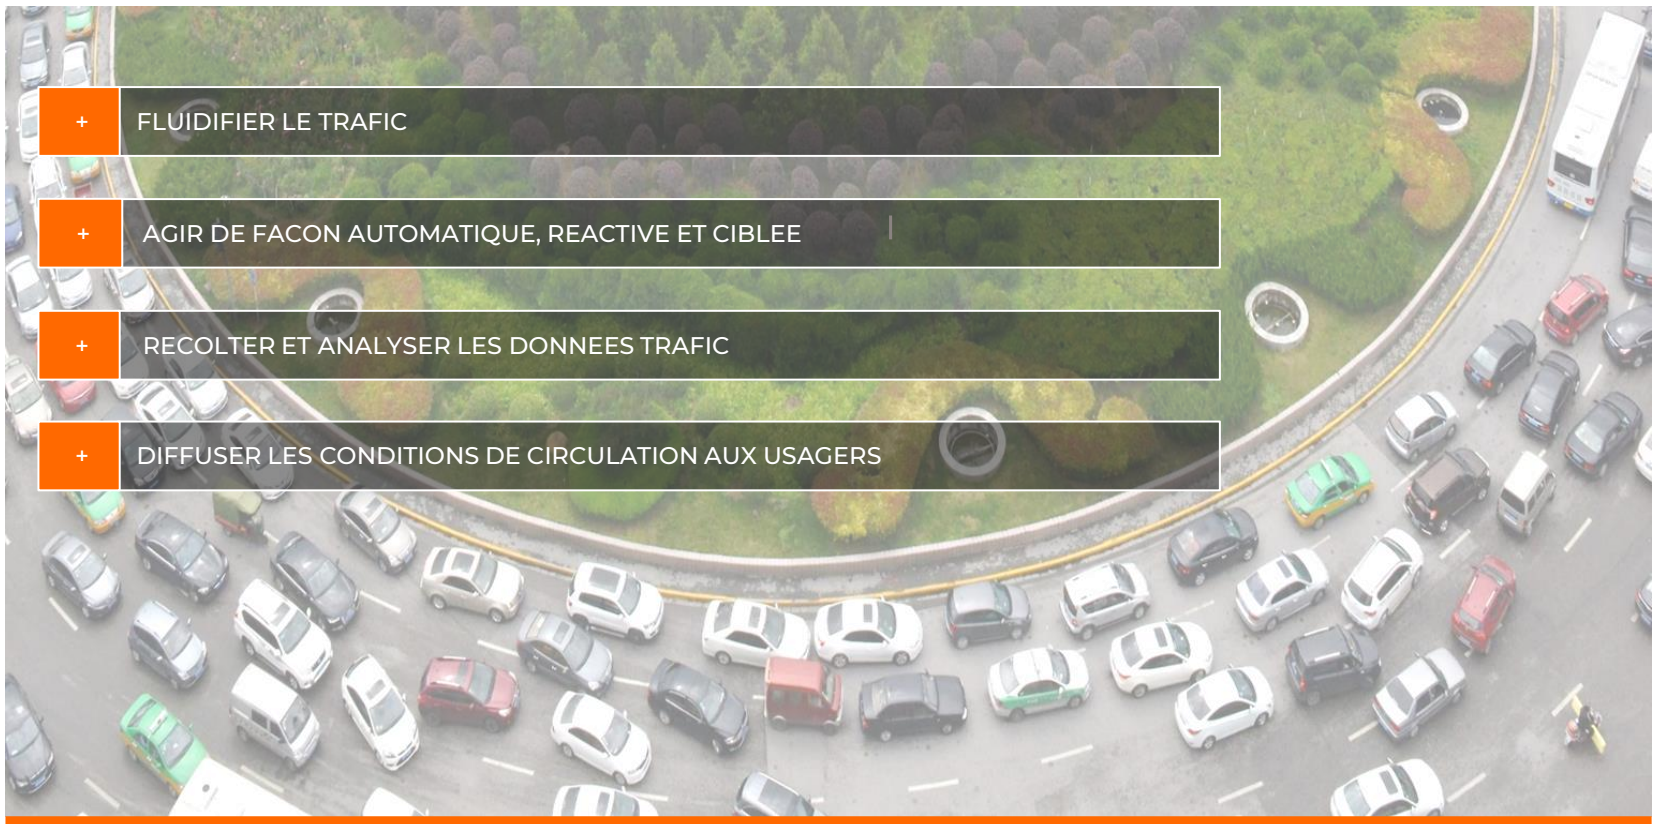 + FLUIDIFIER LE TRAFIC
+ AGIR DE FACON AUTOMATIQUE, REACTIVE ET CIBLEE
+ RECOLTER ET ANALYSER LES DONNEES TRAFIC
+ DIFFUSER LES CONDITIONS DE CIRCULATION AUX USAGERS